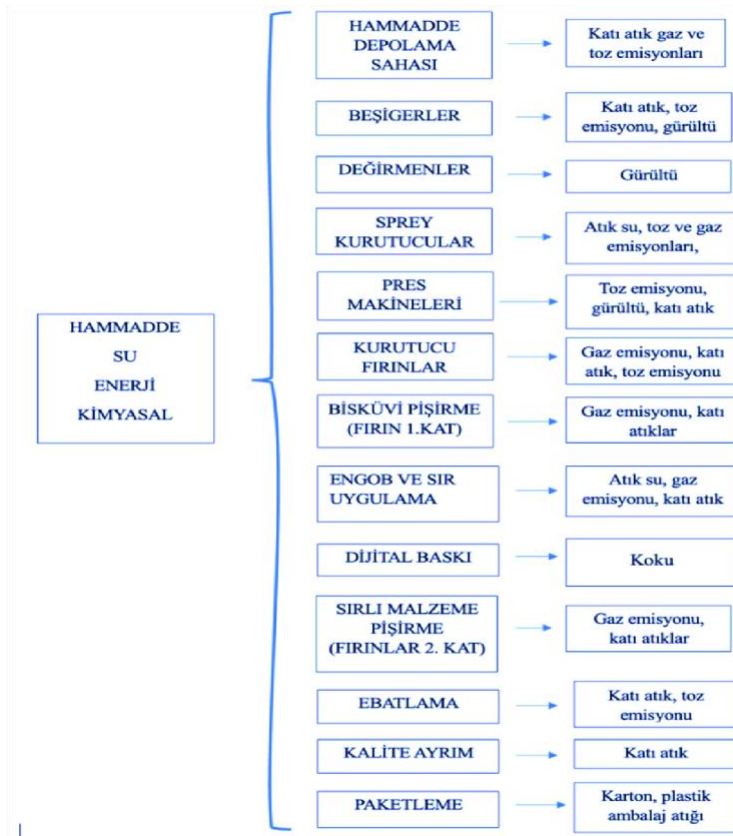 HAMMADDE
SU
ENERJİ
KİMYASAL
HAMMADDE
DEPOLAMA
SAHASI
Katı atık gaz ve
toz emisyonları
BEŞİGERLER
Katı atık, toz
emisyonu, gürültü
DEĞİRMENLER
Gürültü
SPREY
KURUTUCULAR
Atık su, toz ve gaz
emisyonları,
PRES
MAKİNELERİ
Toz emisyonu,
gürültü, katı atık
KURUTUCU
FIRINLAR
Gaz emisyonu, katı
atık, toz emisyonu
BİSKÜVİ PİŞİRME
(FIRIN 1.KAT)
Gaz emisyonu, katı
atıklar
ENGOB VE SIR
UYGULAMA
Atık su, gaz
emisyonu, katı atık
DİJİTAL BASKI
Koku
SIRLI MALZEME
PİŞİRME
(FIRINLAR 2. KAT)
Gaz emisyonu,
katı atıklar
EBATLAMA
Katı atık, toz
emisyonu
KALİTE AYRIM
Katı atık
PAKETLEME
Karton, plastik
ambalaj atığı